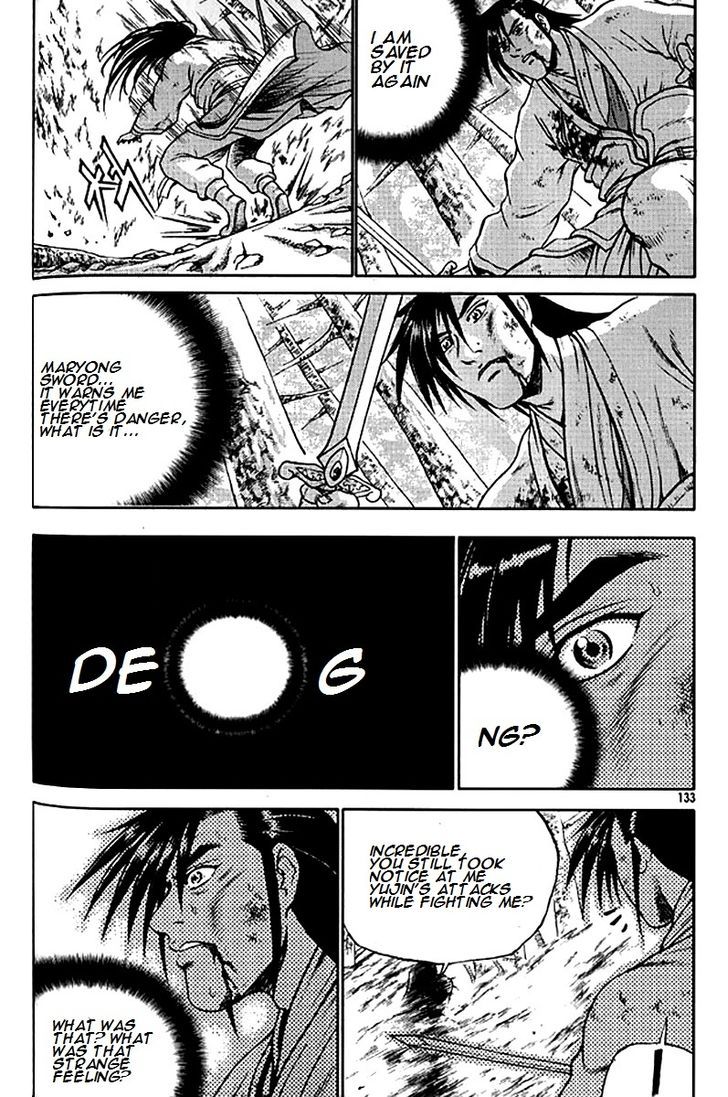 I AM
SAVED
BY IT
AGAIN
MARYONG
SWORD...
IT WARNS ME
EVERYTIME
THERE'S DANGER,
WHAT IS IT...
DE G
NG?
133
INCREDIBLE,
YOU STILL TOOK
NOTICE AT ME
YUJIN'S ATTACKS
WHILE FIGHTING ME?
WHAT WAS
THAT? WHAT
WAS THAT
STRANGE
FEELING?